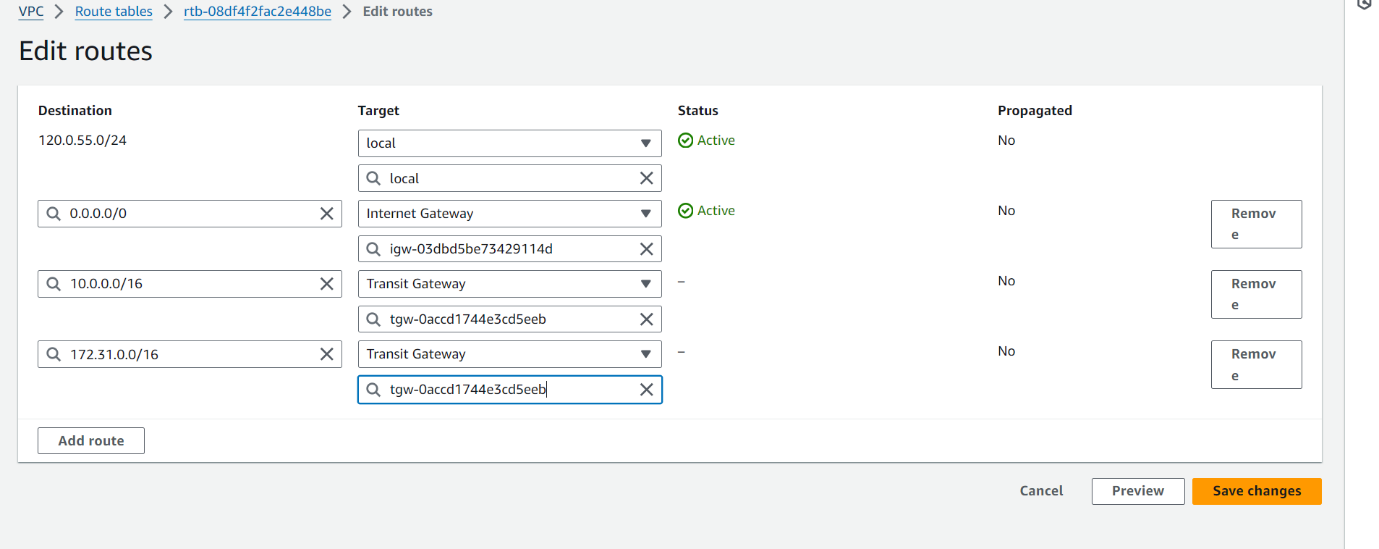 VPC > Route tables > rtb-08df4f2fac2e448be > Edit routes
Edit routes
Destination Target Status Propagated
120.0.55.0/24 local Active No
local
0.0.0.0/0 Internet Gateway Active No Remov
e
igw-03dbd5be73429114d
10.0.0.0/16 Transit Gateway – No Remov
e
tgw-0accd1744e3cd5eeb
172.31.0.0/16 Transit Gateway – No Remov
e
tgw-0accd1744e3cd5eeb
Add route
Cancel Preview Save changes